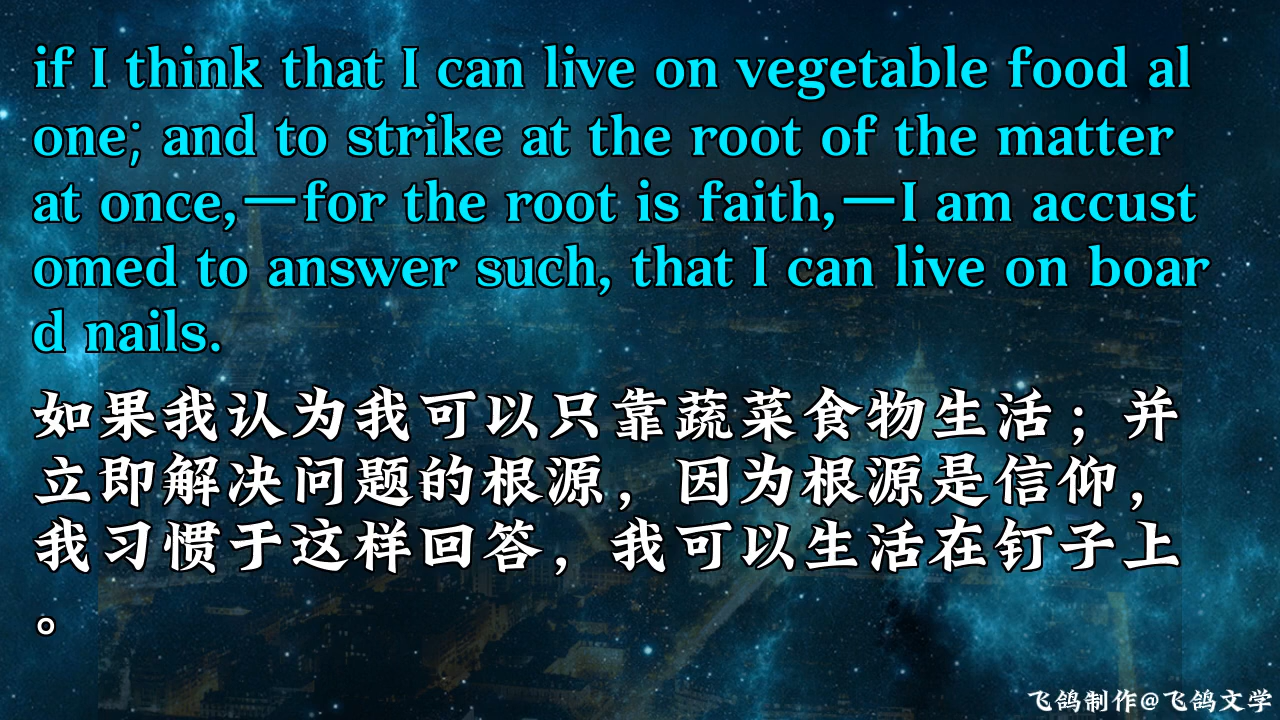 if I think that I can live on vegetable food al
one; and to strike at the root of the matter
at once,—for the root is faith,—I am accust
omed to answer such, that I can live on boar
d nails.
如果我认为我可以只靠蔬菜食物生活；并
立即解决问题的根源，因为根源是信仰，
我习惯于这样回答，我可以生活在钉子上
。
飞鸽制作@飞鸽文学